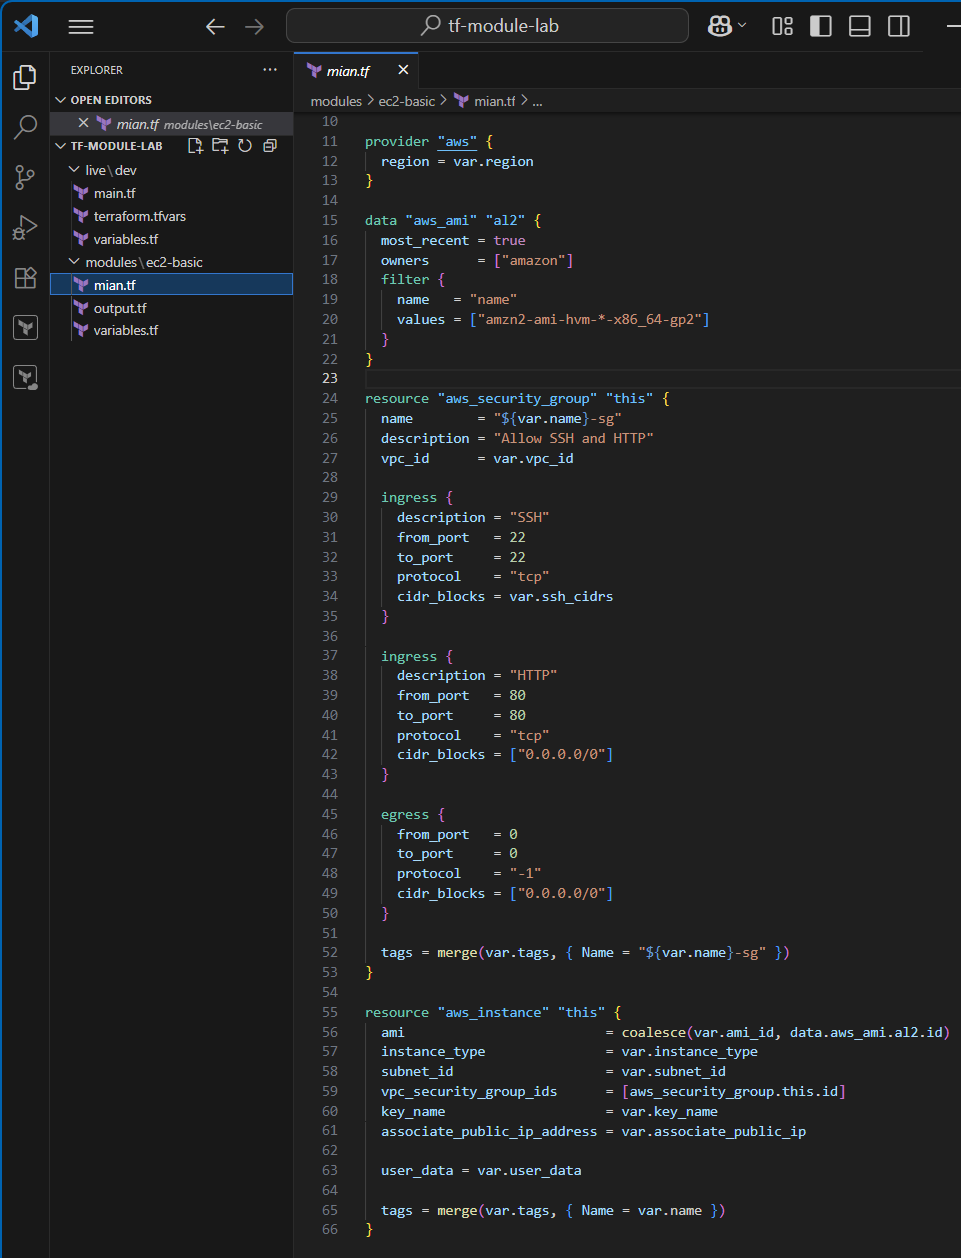 tf-module-lab
EXPLORER
OPEN EDITORS
mian.tf modules\ec2-basic
TF-MODULE-LAB
live\dev
main.tf
terraform.tfvars
variables.tf
modules\ec2-basic
mian.tf
output.tf
variables.tf
mian.tf
modules > ec2-basic > mian.tf > ...
10
11 provider "aws" {
12   region = var.region
13 }
14
15 data "aws_ami" "al2" {
16   most_recent = true
17   owners      = ["amazon"]
18   filter {
19     name   = "name"
20     values = ["amzn2-ami-hvm-*-x86_64-gp2"]
21   }
22 }
23
24 resource "aws_security_group" "this" {
25   name        = "${var.name}-sg"
26   description = "Allow SSH and HTTP"
27   vpc_id      = var.vpc_id
28
29   ingress {
30     description = "SSH"
31     from_port   = 22
32     to_port     = 22
33     protocol    = "tcp"
34     cidr_blocks = var.ssh_cidrs
35   }
36
37   ingress {
38     description = "HTTP"
39     from_port   = 80
40     to_port     = 80
41     protocol    = "tcp"
42     cidr_blocks = ["0.0.0.0/0"]
43   }
44
45   egress {
46     from_port   = 0
47     to_port     = 0
48     protocol    = "-1"
49     cidr_blocks = ["0.0.0.0/0"]
50   }
51
52   tags = merge(var.tags, { Name = "${var.name}-sg" })
53 }
54
55 resource "aws_instance" "this" {
56   ami                         = coalesce(var.ami_id, data.aws_ami.al2.id)
57   instance_type               = var.instance_type
58   subnet_id                   = var.subnet_id
59   vpc_security_group_ids      = [aws_security_group.this.id]
60   key_name                    = var.key_name
61   associate_public_ip_address = var.associate_public_ip
62
63   user_data = var.user_data
64
65   tags = merge(var.tags, { Name = var.name })
66 }